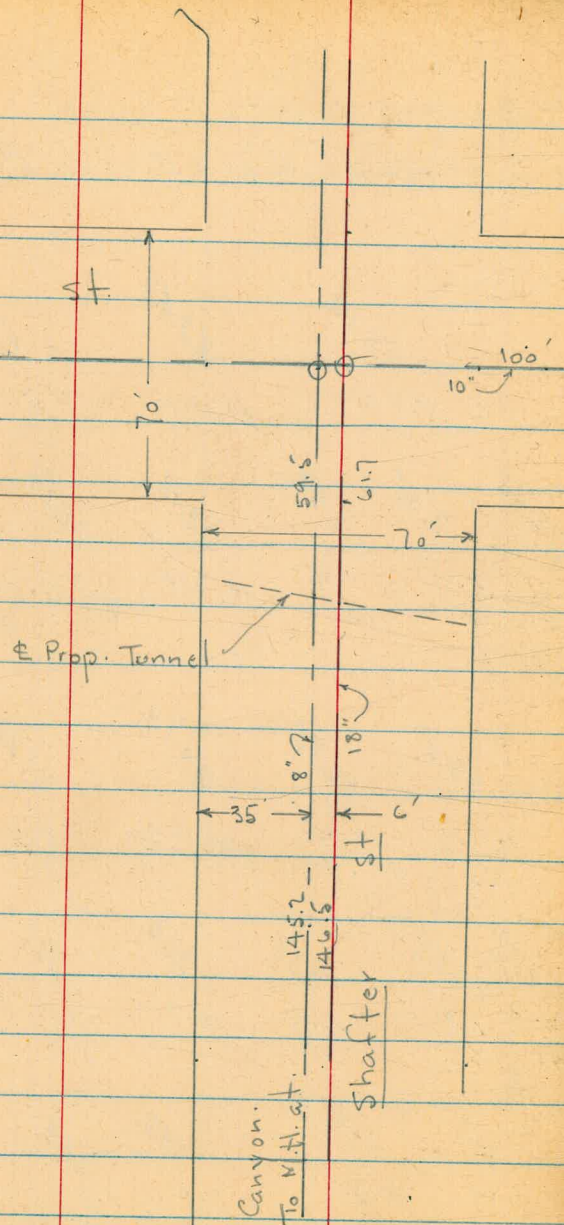 St.
70'
100'
10"
59.5
61.7
70'
₵ Prop. Tunnel
8"
18"
35
6'
St
145.2
146.5
Shafter
Canyon.
To M.H. at.